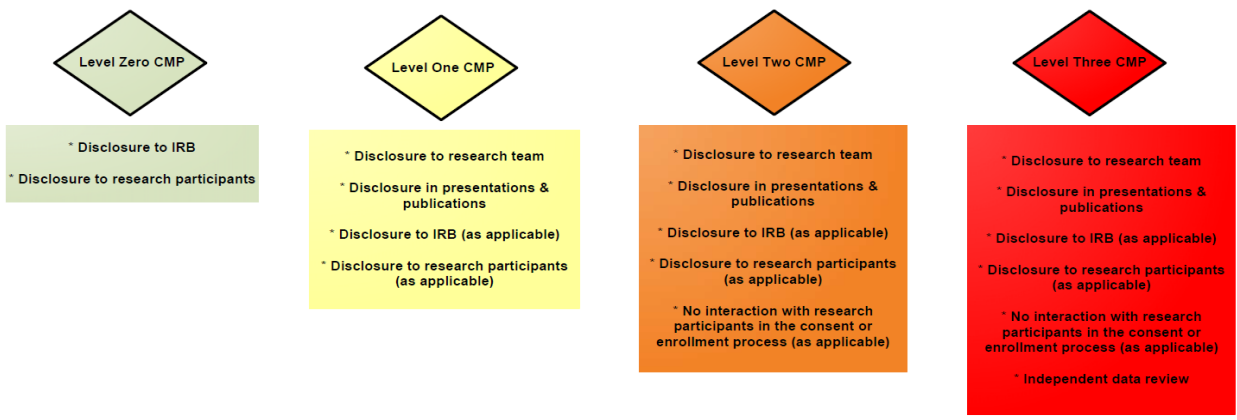 Level Zero CMP
* Disclosure to IRB
* Disclosure to research participants
Level One CMP
* Disclosure to research team
* Disclosure in presentations &
publications
* Disclosure to IRB (as applicable)
* Disclosure to research participants
(as applicable)
Level Two CMP
* Disclosure to research team
* Disclosure in presentations &
publications
* Disclosure to IRB (as applicable)
* Disclosure to research participants
(as applicable)
* No interaction with research
participants in the consent or
enrollment process (as applicable)
Level Three CMP
* Disclosure to research team
* Disclosure in presentations &
publications
* Disclosure to IRB (as applicable)
* Disclosure to research participants
(as applicable)
* No interaction with research
participants in the consent or
enrollment process (as applicable)
* Independent data review